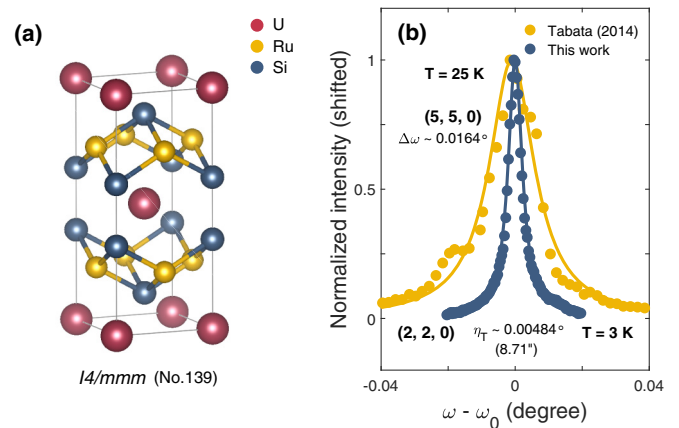 (a)
U
Ru
Si
I4/mmm (No.139)
(b)
Tabata (2014)
This work
T = 25 K
(5, 5, 0)
Δω ~ 0.0164°
(2, 2, 0)
η_T ~ 0.00484°
(8.71")
T = 3 K
Normalized intensity (shifted)
1
0.5
0
-0.04
0
0.04
ω - ω₀ (degree)